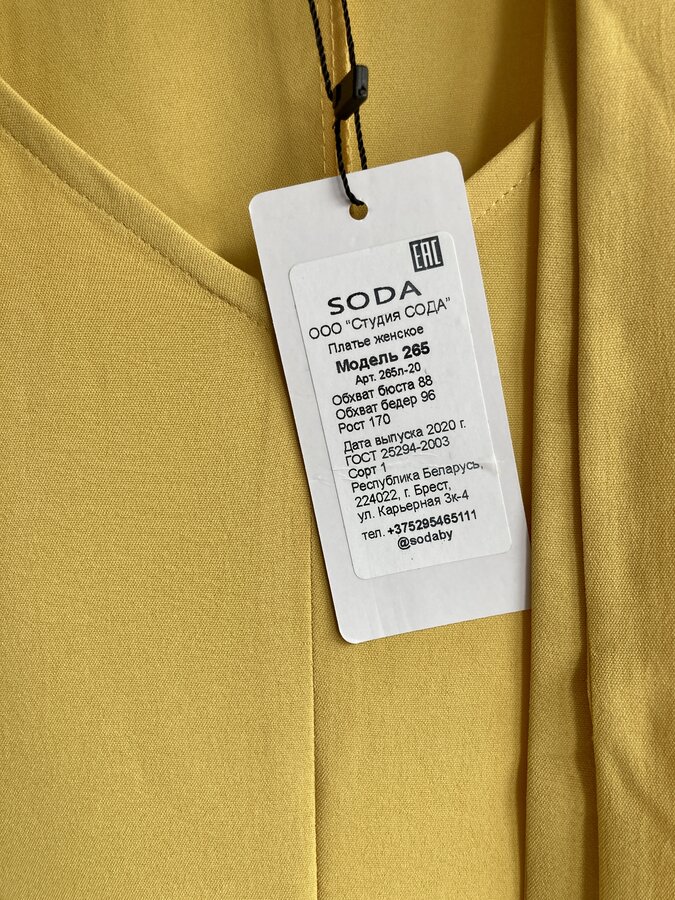 EAC
SODA
ООО "Студия СОДА"
Платье женское
Модель 265
Арт. 265л-20
Обхват бюста 88
Обхват бедер 96
Рост 170
Дата выпуска 2020 г.
ГОСТ 25294-2003
Сорт 1
Республика Беларусь,
224022, г. Брест,
ул. Карьерная 3к-4
тел. +375295465111
@sodaby